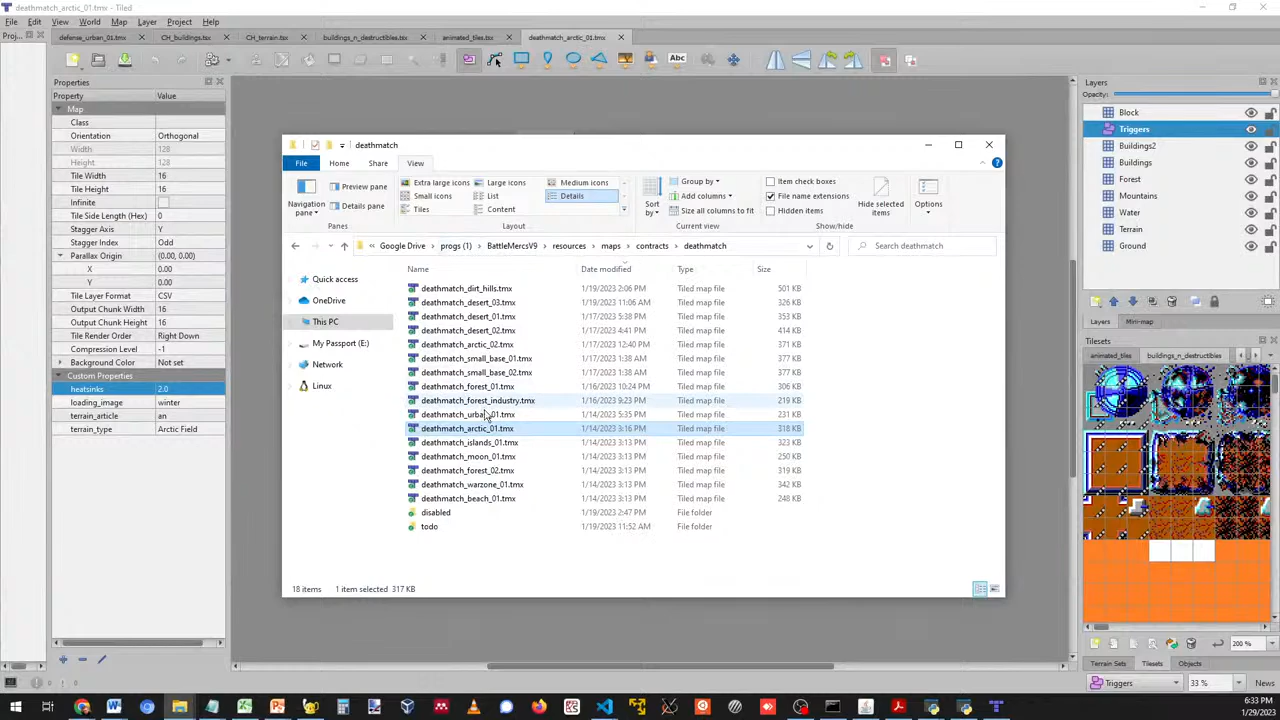 deathmatch_arctic_01.tmx - Tiled
File Edit View World Map Layer Project Tiled Help
Proj...
defense_urban_01.tmx CH_buildings.tsx CH_terrain.tsx buildings_n_destructibles.tsx animated_tiles.tsx deathmatch_arctic_01.tmx
Abc
Properties
Property Value
Map
Class
Orientation Orthogonal
Width 128
Height 128
Tile Width 16
Tile Height 16
Infinite
Tile Side Length (Hex) 0
Stagger Axis Y
Stagger Index Odd
Parallax Origin (0.00, 0.00)
X 0.00
Y 0.00
Tile Layer Format CSV
Output Chunk Width 16
Output Chunk Height 16
Tile Render Order Right Down
Compression Level -1
Background Color Not set
Custom Properties
heatsinks 2.0
loading_image winter
terrain_article an
terrain_type Arctic Field
deathmatch
File Home Share View
Navigation pane
Preview pane
Details pane
Panes
Extra large icons Large icons Medium icons
Small icons List Details
Tiles Content
Layout
Sort by
Group by
Add columns
Size all columns to fit
Current view
Item check boxes
File name extensions
Hidden items
Hide selected items
Show/hide
Options
« Google Drive progs (1) BattleMercsV9 resources maps contracts deathmatch
Search deathmatch
Quick access
OneDrive
This PC
My Passport (E:)
Network
Linux
Name Date modified Type Size
deathmatch_dirt_hills.tmx 1/19/2023 2:06 PM Tiled map file 501 KB
deathmatch_desert_03.tmx 1/19/2023 11:06 AM Tiled map file 326 KB
deathmatch_desert_01.tmx 1/17/2023 5:38 PM Tiled map file 353 KB
deathmatch_desert_02.tmx 1/17/2023 4:41 PM Tiled map file 414 KB
deathmatch_arctic_02.tmx 1/17/2023 12:40 PM Tiled map file 371 KB
deathmatch_small_base_01.tmx 1/17/2023 1:38 AM Tiled map file 377 KB
deathmatch_small_base_02.tmx 1/17/2023 1:38 AM Tiled map file 377 KB
deathmatch_forest_01.tmx 1/16/2023 10:24 PM Tiled map file 306 KB
deathmatch_forest_industry.tmx 1/16/2023 9:23 PM Tiled map file 219 KB
deathmatch_urban_01.tmx 1/14/2023 5:35 PM Tiled map file 231 KB
deathmatch_arctic_01.tmx 1/14/2023 3:16 PM Tiled map file 318 KB
deathmatch_islands_01.tmx 1/14/2023 3:13 PM Tiled map file 323 KB
deathmatch_moon_01.tmx 1/14/2023 3:13 PM Tiled map file 250 KB
deathmatch_forest_02.tmx 1/14/2023 3:13 PM Tiled map file 319 KB
deathmatch_warzone_01.tmx 1/14/2023 3:13 PM Tiled map file 342 KB
deathmatch_beach_01.tmx 1/14/2023 3:13 PM Tiled map file 248 KB
disabled 1/19/2023 2:47 PM File folder
todo 1/19/2023 11:52 AM File folder
18 items 1 item selected 317 KB
Layers
Opacity:
Block
Triggers
Buildings2
Buildings
Forest
Mountains
Water
Terrain
Ground
Layers Mini-map
Tilesets
animated_tiles buildings_n_destructibles
200 %
Terrain Sets Tilesets Objects
0 0
Triggers 33 % News
6:33 PM
1/29/2023